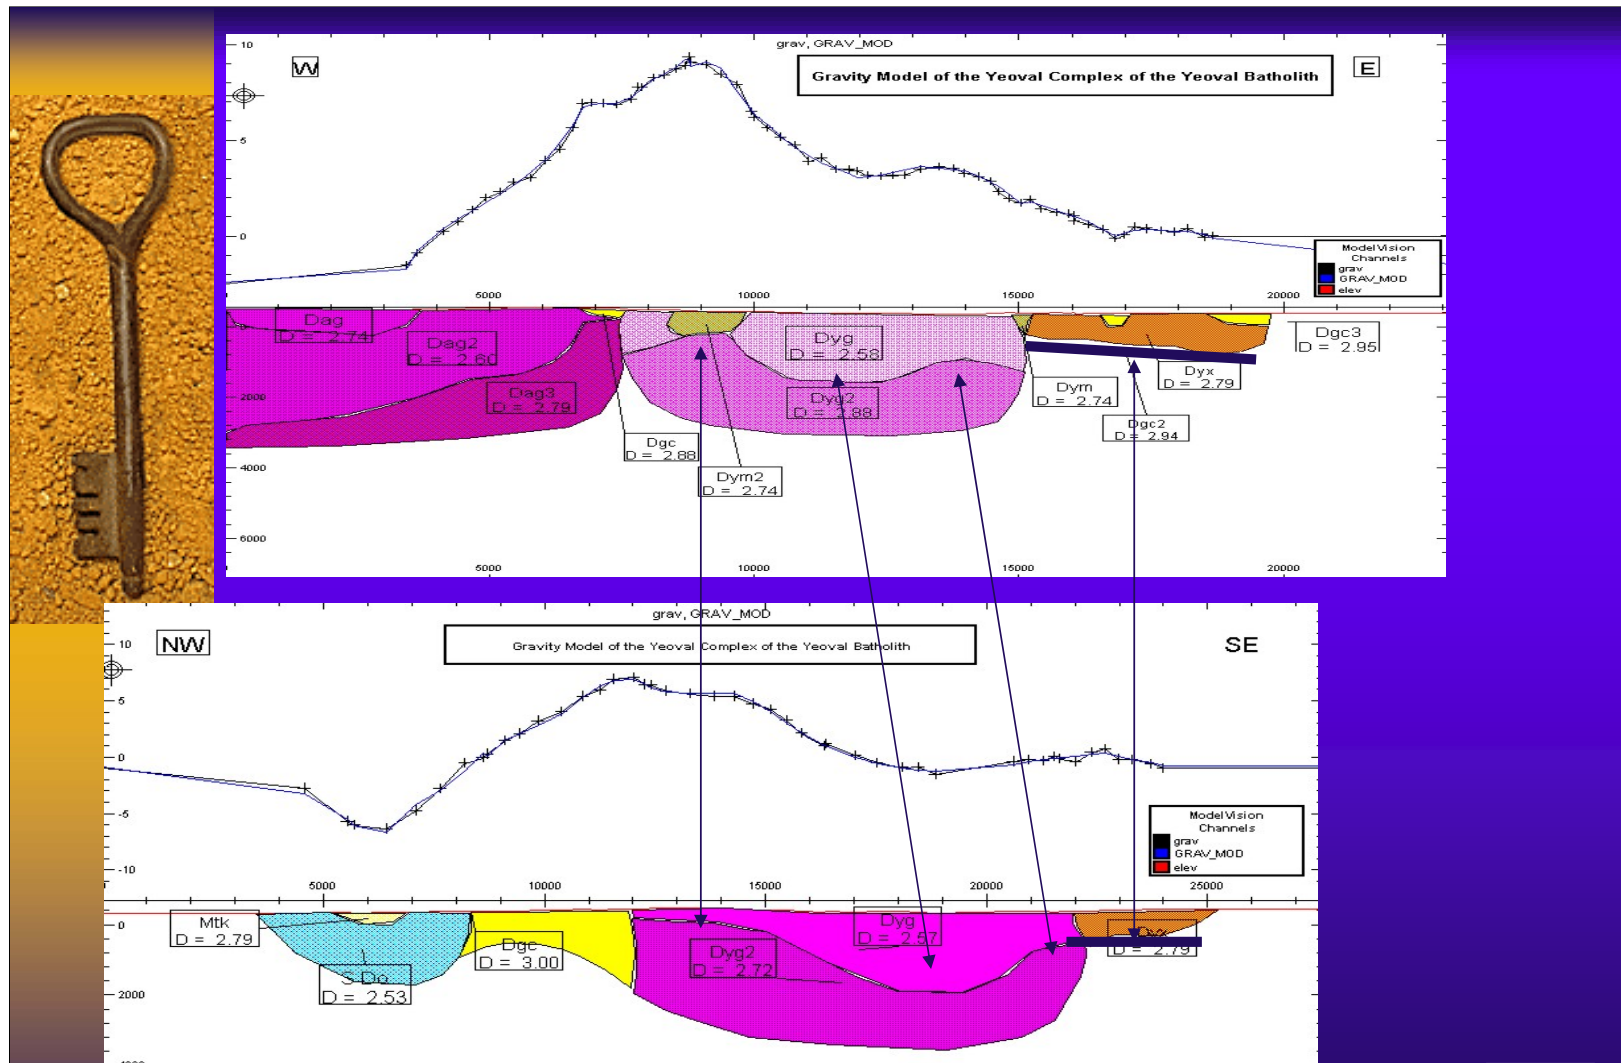 grav, GRAV_MOD
W
Gravity Model of the Yeoval Complex of the Yeoval Batholith
E
10
5
0
ModelVision
Channels
grav
GRAV_MOD
elev
5000
10000
15000
20000
Dag
D = 2.74
Dag2
D = 2.60
Dag3
D = 2.79
Dyg
D = 2.58
Dyg2
D = 2.88
Dgc3
D = 2.95
Dyx
D = 2.79
Dym
D = 2.74
Dgc2
D = 2.94
Dgc
D = 2.88
Dym2
D = 2.74
2000
4000
6000
5000
10000
15000
20000
grav, GRAV_MOD
NW
Gravity Model of the Yeoval Complex of the Yeoval Batholith
SE
10
5
0
-5
-10
ModelVision
Channels
grav
GRAV_MOD
elev
5000
10000
15000
20000
25000
0
2000
Mtk
D = 2.79
S-Do
D = 2.53
Dgc
D = 3.00
Dyg2
D = 2.72
Dyg
D = 2.57
Dyx
D = 2.79